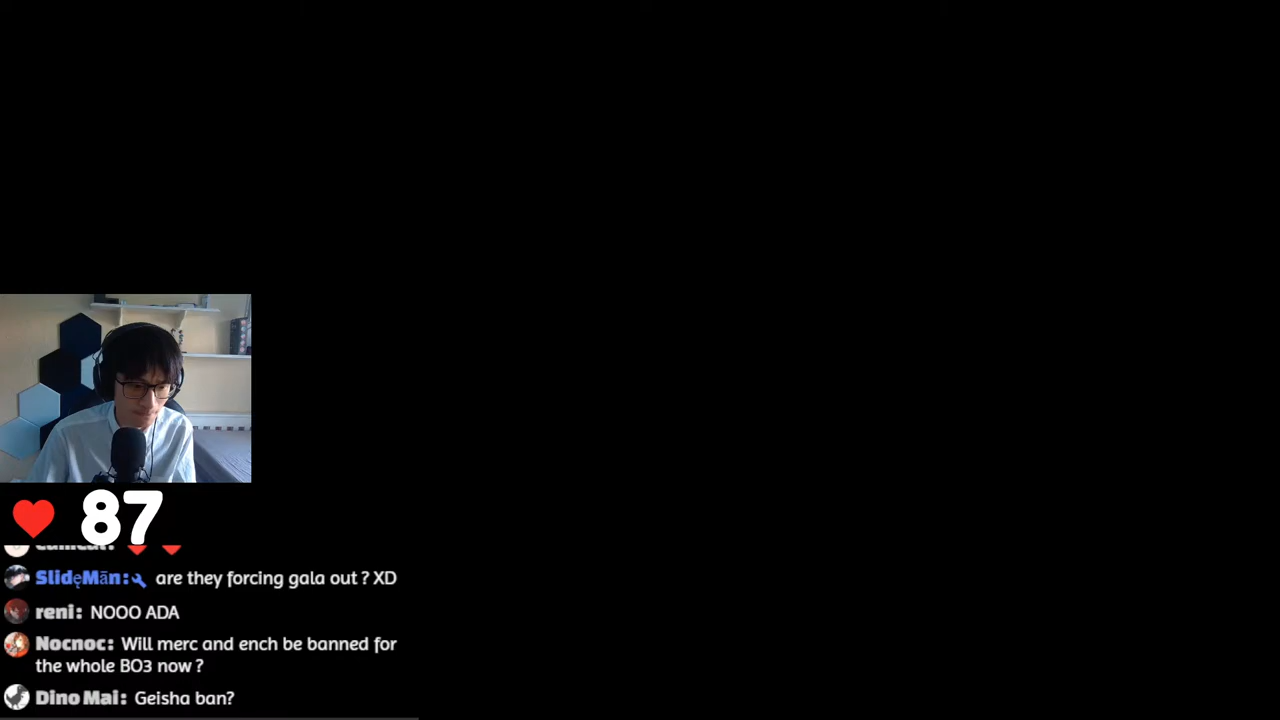 87
SlidęMān: are they forcing gala out ? XD
reni: NOOO ADA
Nocnoc: Will merc and ench be banned for
the whole BO3 now ?
Dino Mai: Geisha ban?